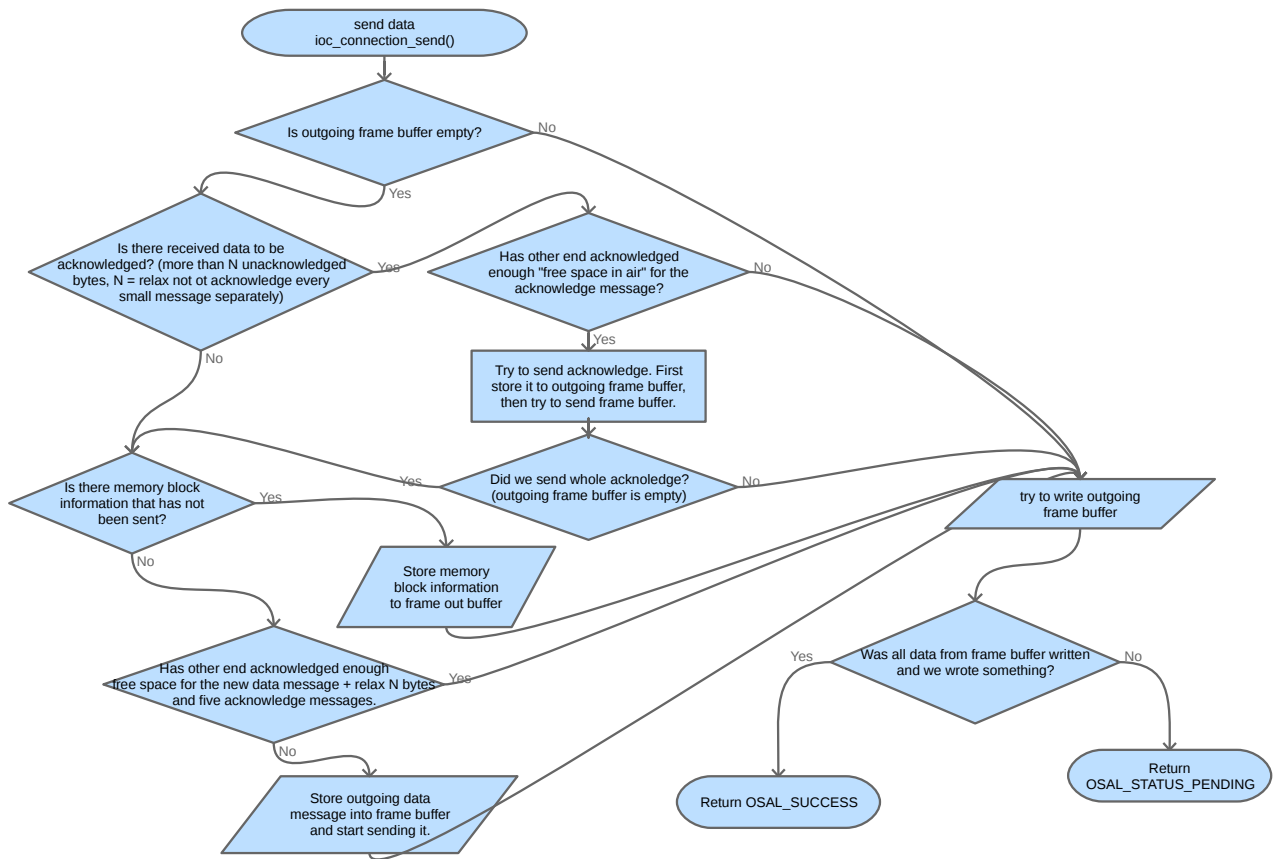 send data
ioc_connection_send()
Is outgoing frame buffer empty?
No
Yes
Is there received data to be
acknowledged? (more than N unacknowledged
bytes, N = relax not ot acknowledge every
small message separately)
Yes
No
Has other end acknowledged
enough "free space in air" for the
acknowledge message?
No
Yes
Try to send acknowledge. First
store it to outgoing frame buffer,
then try to send frame buffer.
Did we send whole acknoledge?
(outgoing frame buffer is empty)
Yes
No
Is there memory block
information that has not
been sent?
Yes
No
try to write outgoing
frame buffer
Store memory
block information
to frame out buffer
Has other end acknowledged enough
free space for the new data message + relax N bytes
and five acknowledge messages.
Yes
No
Was all data from frame buffer written
and we wrote something?
Yes
No
Store outgoing data
message into frame buffer
and start sending it.
Return OSAL_SUCCESS
Return
OSAL_STATUS_PENDING